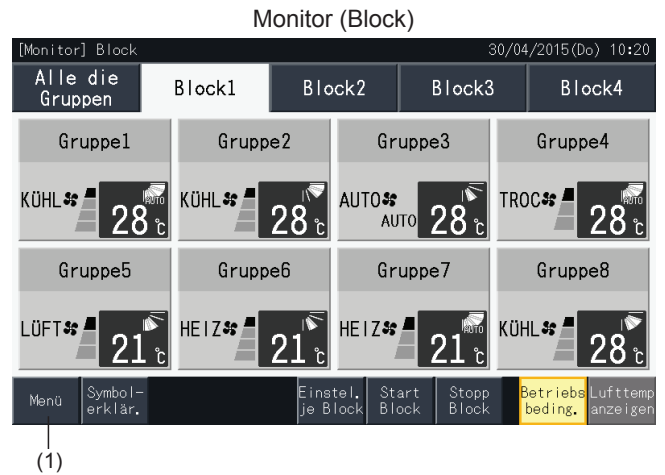 Monitor (Block)
[Monitor] Block 30/04/2015(Do) 10:20
Alle die
Gruppen
Block1 Block2 Block3 Block4
Gruppe1 Gruppe2 Gruppe3 Gruppe4
KÜHL AUTO 28 °C KÜHL 28 °C AUTO AUTO 28 °C TROC AUTO 28 °C
Gruppe5 Gruppe6 Gruppe7 Gruppe8
LÜFT 21 °C HEIZ 21 °C HEIZ AUTO 21 °C KÜHL 28 °C
Menü
Symbol-
erklär.
Einstel.
je Block
Start
Block
Stopp
Block
Betriebs
beding.
Lufttemp
anzeigen
(1)